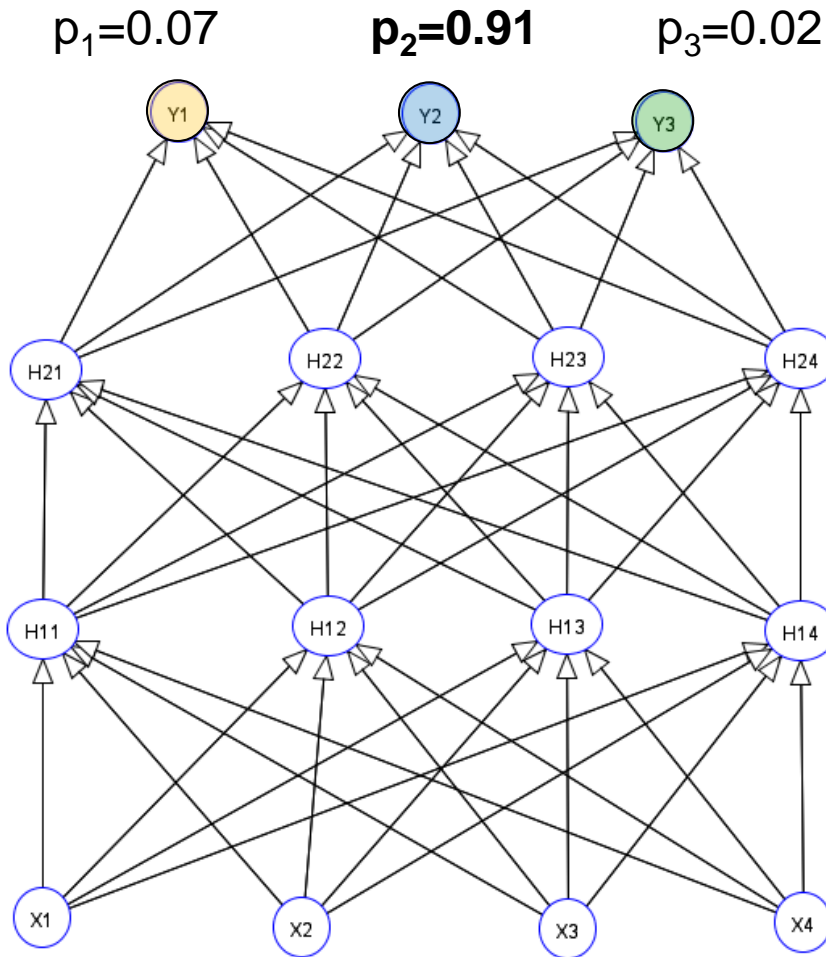 p₁=0.07 p₂=0.91 p₃=0.02
Y1 Y2 Y3
H21 H22 H23 H24
H11 H12 H13 H14
X1 X2 X3 X4